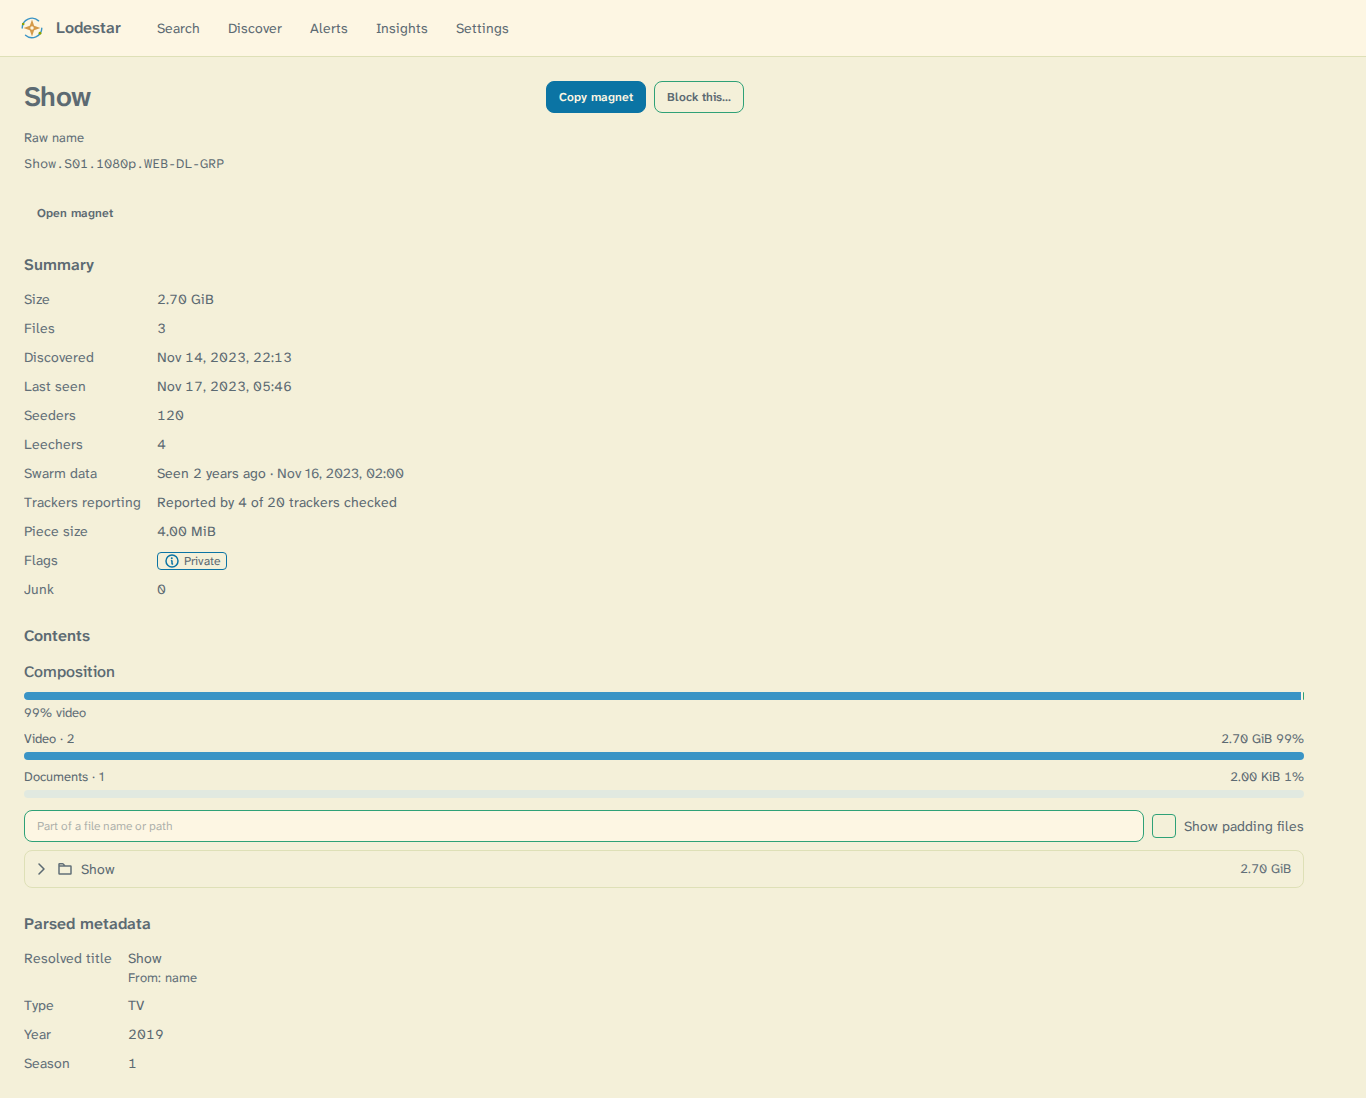 Lodestar Search Discover Alerts Insights Settings
Show Copy magnet Block this...
Raw name
Show.S01.1080p.WEB-DL-GRP
Open magnet
Summary
Size 2.70 GiB
Files 3
Discovered Nov 14, 2023, 22:13
Last seen Nov 17, 2023, 05:46
Seeders 120
Leechers 4
Swarm data Seen 2 years ago · Nov 16, 2023, 02:00
Trackers reporting Reported by 4 of 20 trackers checked
Piece size 4.00 MiB
Flags Private
Junk 0
Contents
Composition
99% video
Video · 2 2.70 GiB 99%
Documents · 1 2.00 KiB 1%
Part of a file name or path Show padding files
Show 2.70 GiB
Parsed metadata
Resolved title Show
From: name
Type TV
Year 2019
Season 1